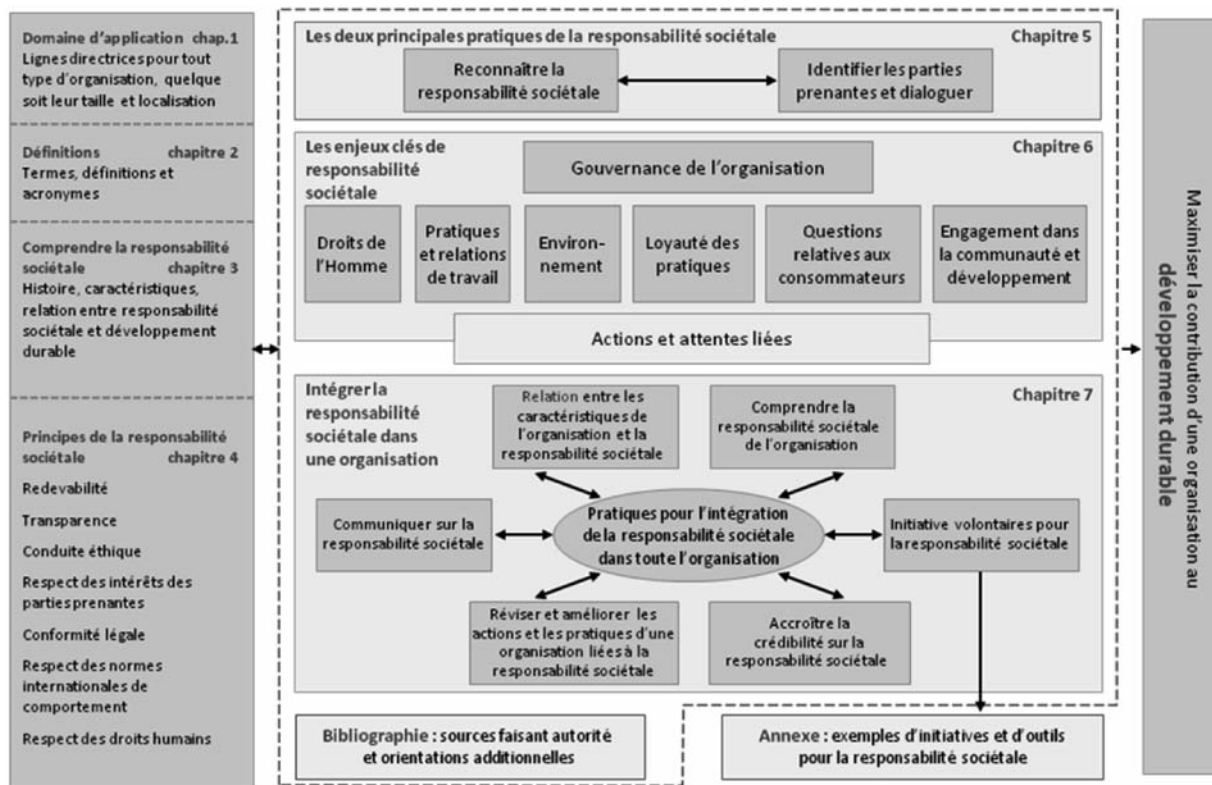 Domaine d'application chap.1
Lignes directrices pour tout
type d'organisation, quelque
soit leur taille et localisation
Définitions chapitre 2
Termes, définitions et
acronymes
Comprendre la responsabilité
sociétale chapitre 3
Histoire, caractéristiques,
relation entre responsabilité
sociétale et développement
durable
Principes de la responsabilité
sociétale chapitre 4
Redevabilité
Transparence
Conduite éthique
Respect des intérêts des
parties prenantes
Conformité légale
Respect des normes
internationales de
comportement
Respect des droits humains
Les deux principales pratiques de la responsabilité sociétale Chapitre 5
Reconnaître la
responsabilité sociétale
Identifier les parties
prenantes et dialoguer
Les enjeux clés de
responsabilité
sociétale
Chapitre 6
Gouvernance de l'organisation
Droits de
l'Homme
Pratiques
et relations
de travail
Environ-
nement
Loyauté des
pratiques
Questions
relatives aux
consommateurs
Engagement dans
la communauté et
développement
Actions et attentes liées
Intégrer la
responsabilité
sociétale dans
une organisation
Chapitre 7
Relation entre les
caractéristiques de
l'organisation et la
responsabilité sociétale
Comprendre la
responsabilité sociétale
de l'organisation
Communiquer sur la
responsabilité sociétale
Pratiques pour l'intégration
de la responsabilité sociétale
dans toute l'organisation
Initiative volontaires pour
la responsabilité sociétale
Réviser et améliorer les
actions et les pratiques d'une
organisation liées à la
responsabilité sociétale
Accroître la
crédibilité sur la
responsabilité sociétale
Bibliographie : sources faisant autorité
et orientations additionnelles
Annexe : exemples d'initiatives et d'outils
pour la responsabilité sociétale
Maximiser la contribution d'une organisation au
développement durable